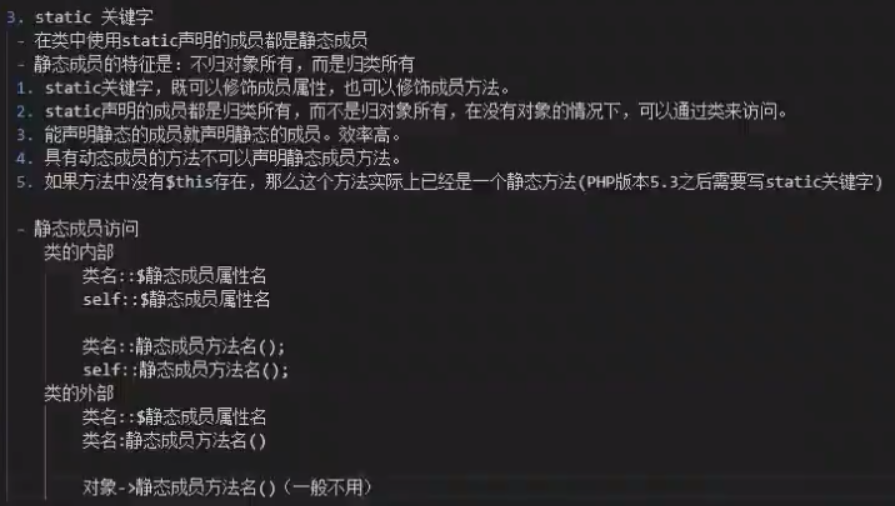 3. static 关键字
- 在类中使用static声明的成员都是静态成员
- 静态成员的特征是: 不归对象所有，而是归类所有
1. static关键字，既可以修饰成员属性，也可以修饰成员方法。
2. static声明的成员都是归类所有，而不是归对象所有，在没有对象的情况下，可以通过类来访问。
3. 能声明静态的成员就声明静态的成员。效率高。
4. 具有动态成员的方法不可以声明静态成员方法。
5. 如果方法中没有$this存在，那么这个方法实际上已经是一个静态方法(PHP版本5.3之后需要写static关键字)
- 静态成员访问
类的内部
类名::$静态成员属性名
self::$静态成员属性名
类名::静态成员方法名();
self::静态成员方法名();
类的外部
类名::$静态成员属性名
类名:静态成员方法名()
对象->静态成员方法名()（一般不用）